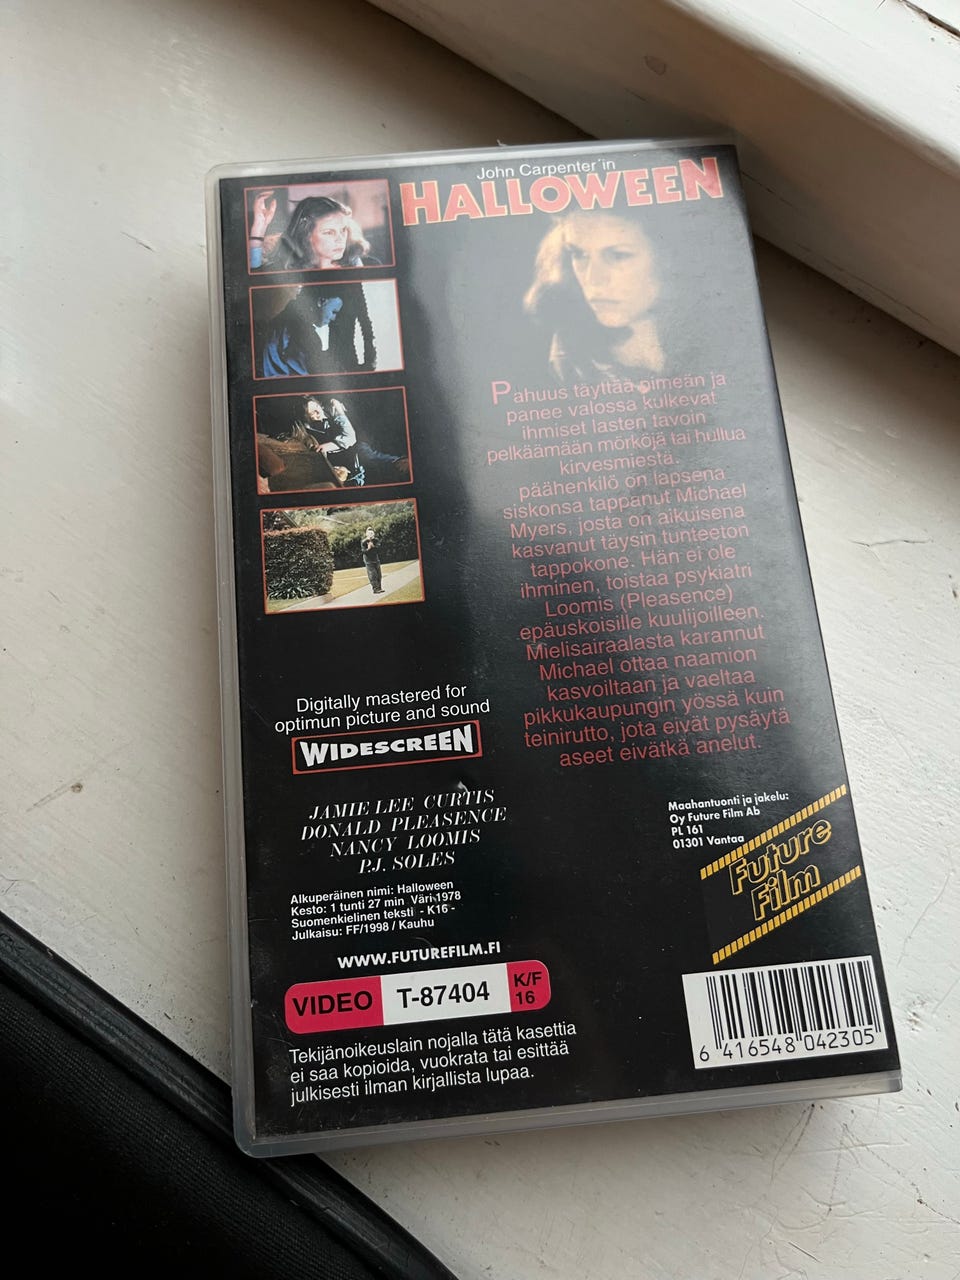 John Carpenter´in
HALLOWEEN
Pahuus täyttää pimeän ja
panee valossa kulkevat
ihmiset lasten tavoin
pelkäämään mörköjä tai hullua
kirvesmiestä.
päähenkilö on lapsena
siskonsa tappanut Michael
Myers, josta on aikuisena
kasvanut täysin tunteeton
tappokone. Hän ei ole
ihminen, toistaa psykiatri
Loomis (Pleasence)
epäuskoisille kuulijoilleen.
Mielisairaalasta karannut
Michael ottaa naamion
kasvoiltaan ja vaeltaa
pikkukaupungin yössä kuin
teinirutto, jota eivät pysäytä
aseet eivätkä anelut.
Digitally mastered for
optimun picture and sound
WIDESCREEN
JAMIE LEE CURTIS
DONALD PLEASENCE
NANCY LOOMIS
P.J. SOLES
Alkuperäinen nimi: Halloween
Kesto: 1 tunti 27 min Väri 1978
Suomenkielinen teksti - K16 -
Julkaisu: FF/1998 / Kauhu
WWW.FUTUREFILM.FI
VIDEO T-87404 K/F 16
Tekijänoikeuslain nojalla tätä kasettia
ei saa kopioida, vuokrata tai esittää
julkisesti ilman kirjallista lupaa.
Maahantuonti ja jakelu:
Oy Future Film Ab
PL 161
01301 Vantaa
Future
Film
6 416548 042305